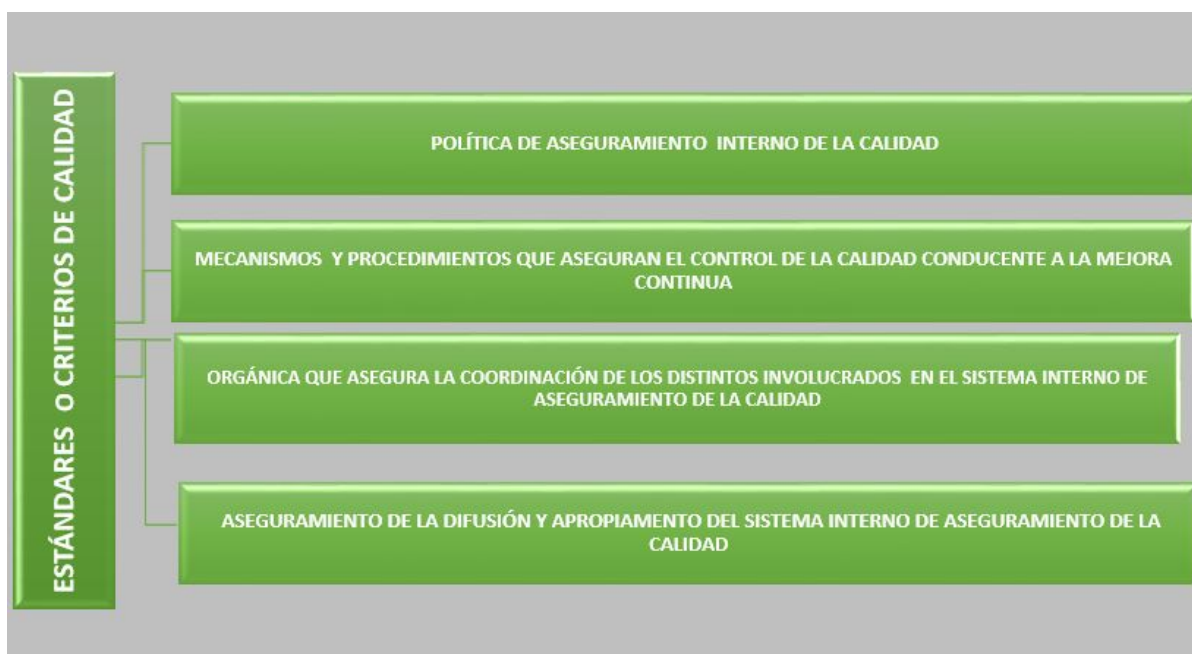 ESTÁNDARES O CRITERIOS DE CALIDAD
POLÍTICA DE ASEGURAMIENTO INTERNO DE LA CALIDAD
MECANISMOS Y PROCEDIMIENTOS QUE ASEGURAN EL CONTROL DE LA CALIDAD CONDUCENTE A LA MEJORA
CONTINUA
ORGÁNICA QUE ASEGURA LA COORDINACIÓN DE LOS DISTINTOS INVOLUCRADOS EN EL SISTEMA INTERNO DE
ASEGURAMIENTO DE LA CALIDAD
ASEGURAMIENTO DE LA DIFUSIÓN Y APROPIAMENTO DEL SISTEMA INTERNO DE ASEGURAMIENTO DE LA
CALIDAD